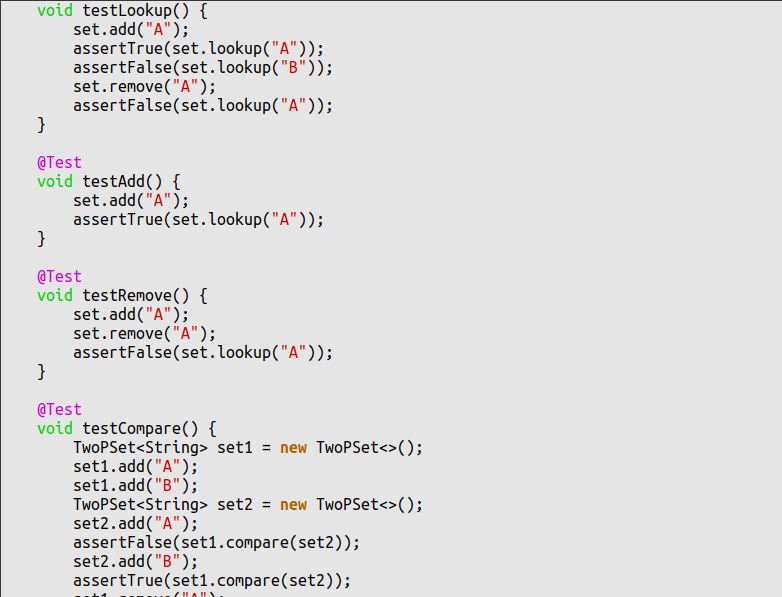 void testLookup() {
set.add("A");
assertTrue(set.lookup("A"));
assertFalse(set.lookup("B"));
set.remove("A");
assertFalse(set.lookup("A"));
}
@Test
void testAdd() {
set.add("A");
assertTrue(set.lookup("A"));
}
@Test
void testRemove() {
set.add("A");
set.remove("A");
assertFalse(set.lookup("A"));
}
@Test
void testCompare() {
TwoPSet<String> set1 = new TwoPSet<>();
set1.add("A");
set1.add("B");
TwoPSet<String> set2 = new TwoPSet<>();
set2.add("A");
assertFalse(set1.compare(set2));
set2.add("B");
assertTrue(set1.compare(set2));
set1.remove("A");